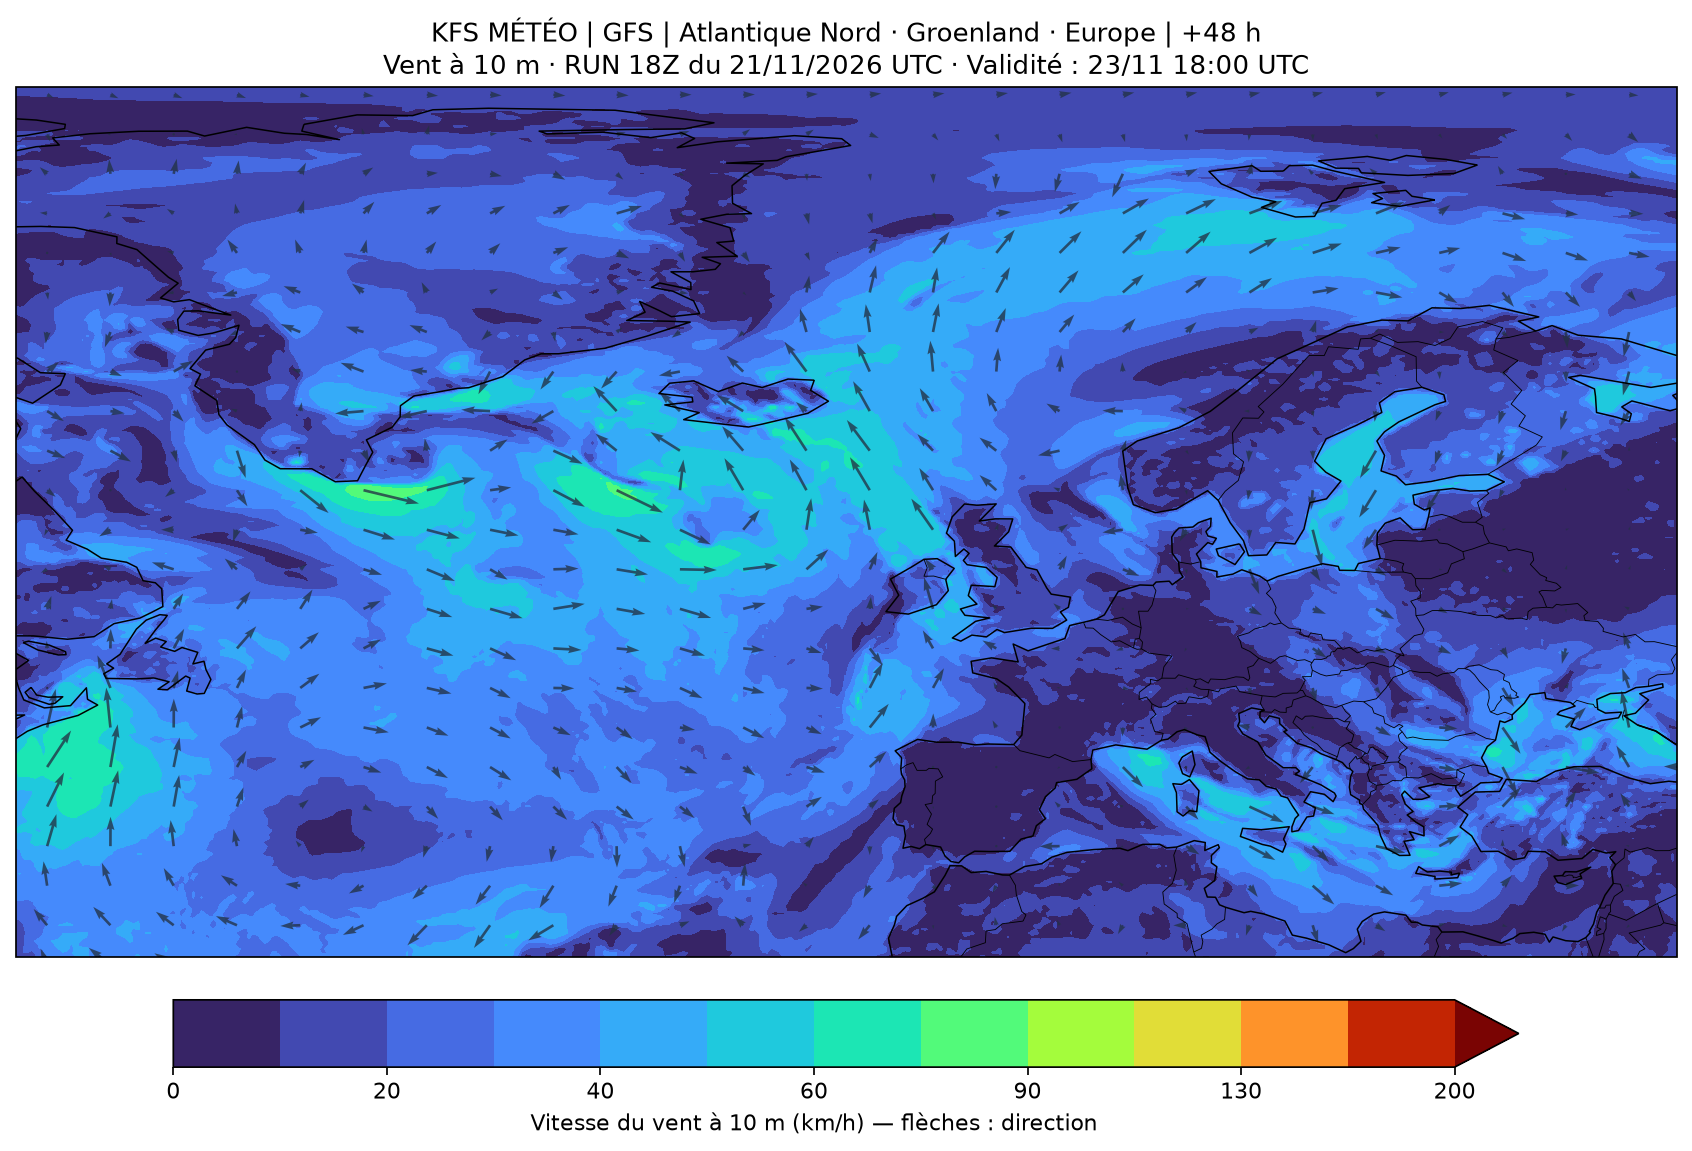 KFS MÉTÉO | GFS | Atlantique Nord · Groenland · Europe | +48 h
Vent à 10 m · RUN 18Z du 21/11/2026 UTC · Validité : 23/11 18:00 UTC
0 20 40 60 90 130 200
Vitesse du vent à 10 m (km/h) — flèches : direction